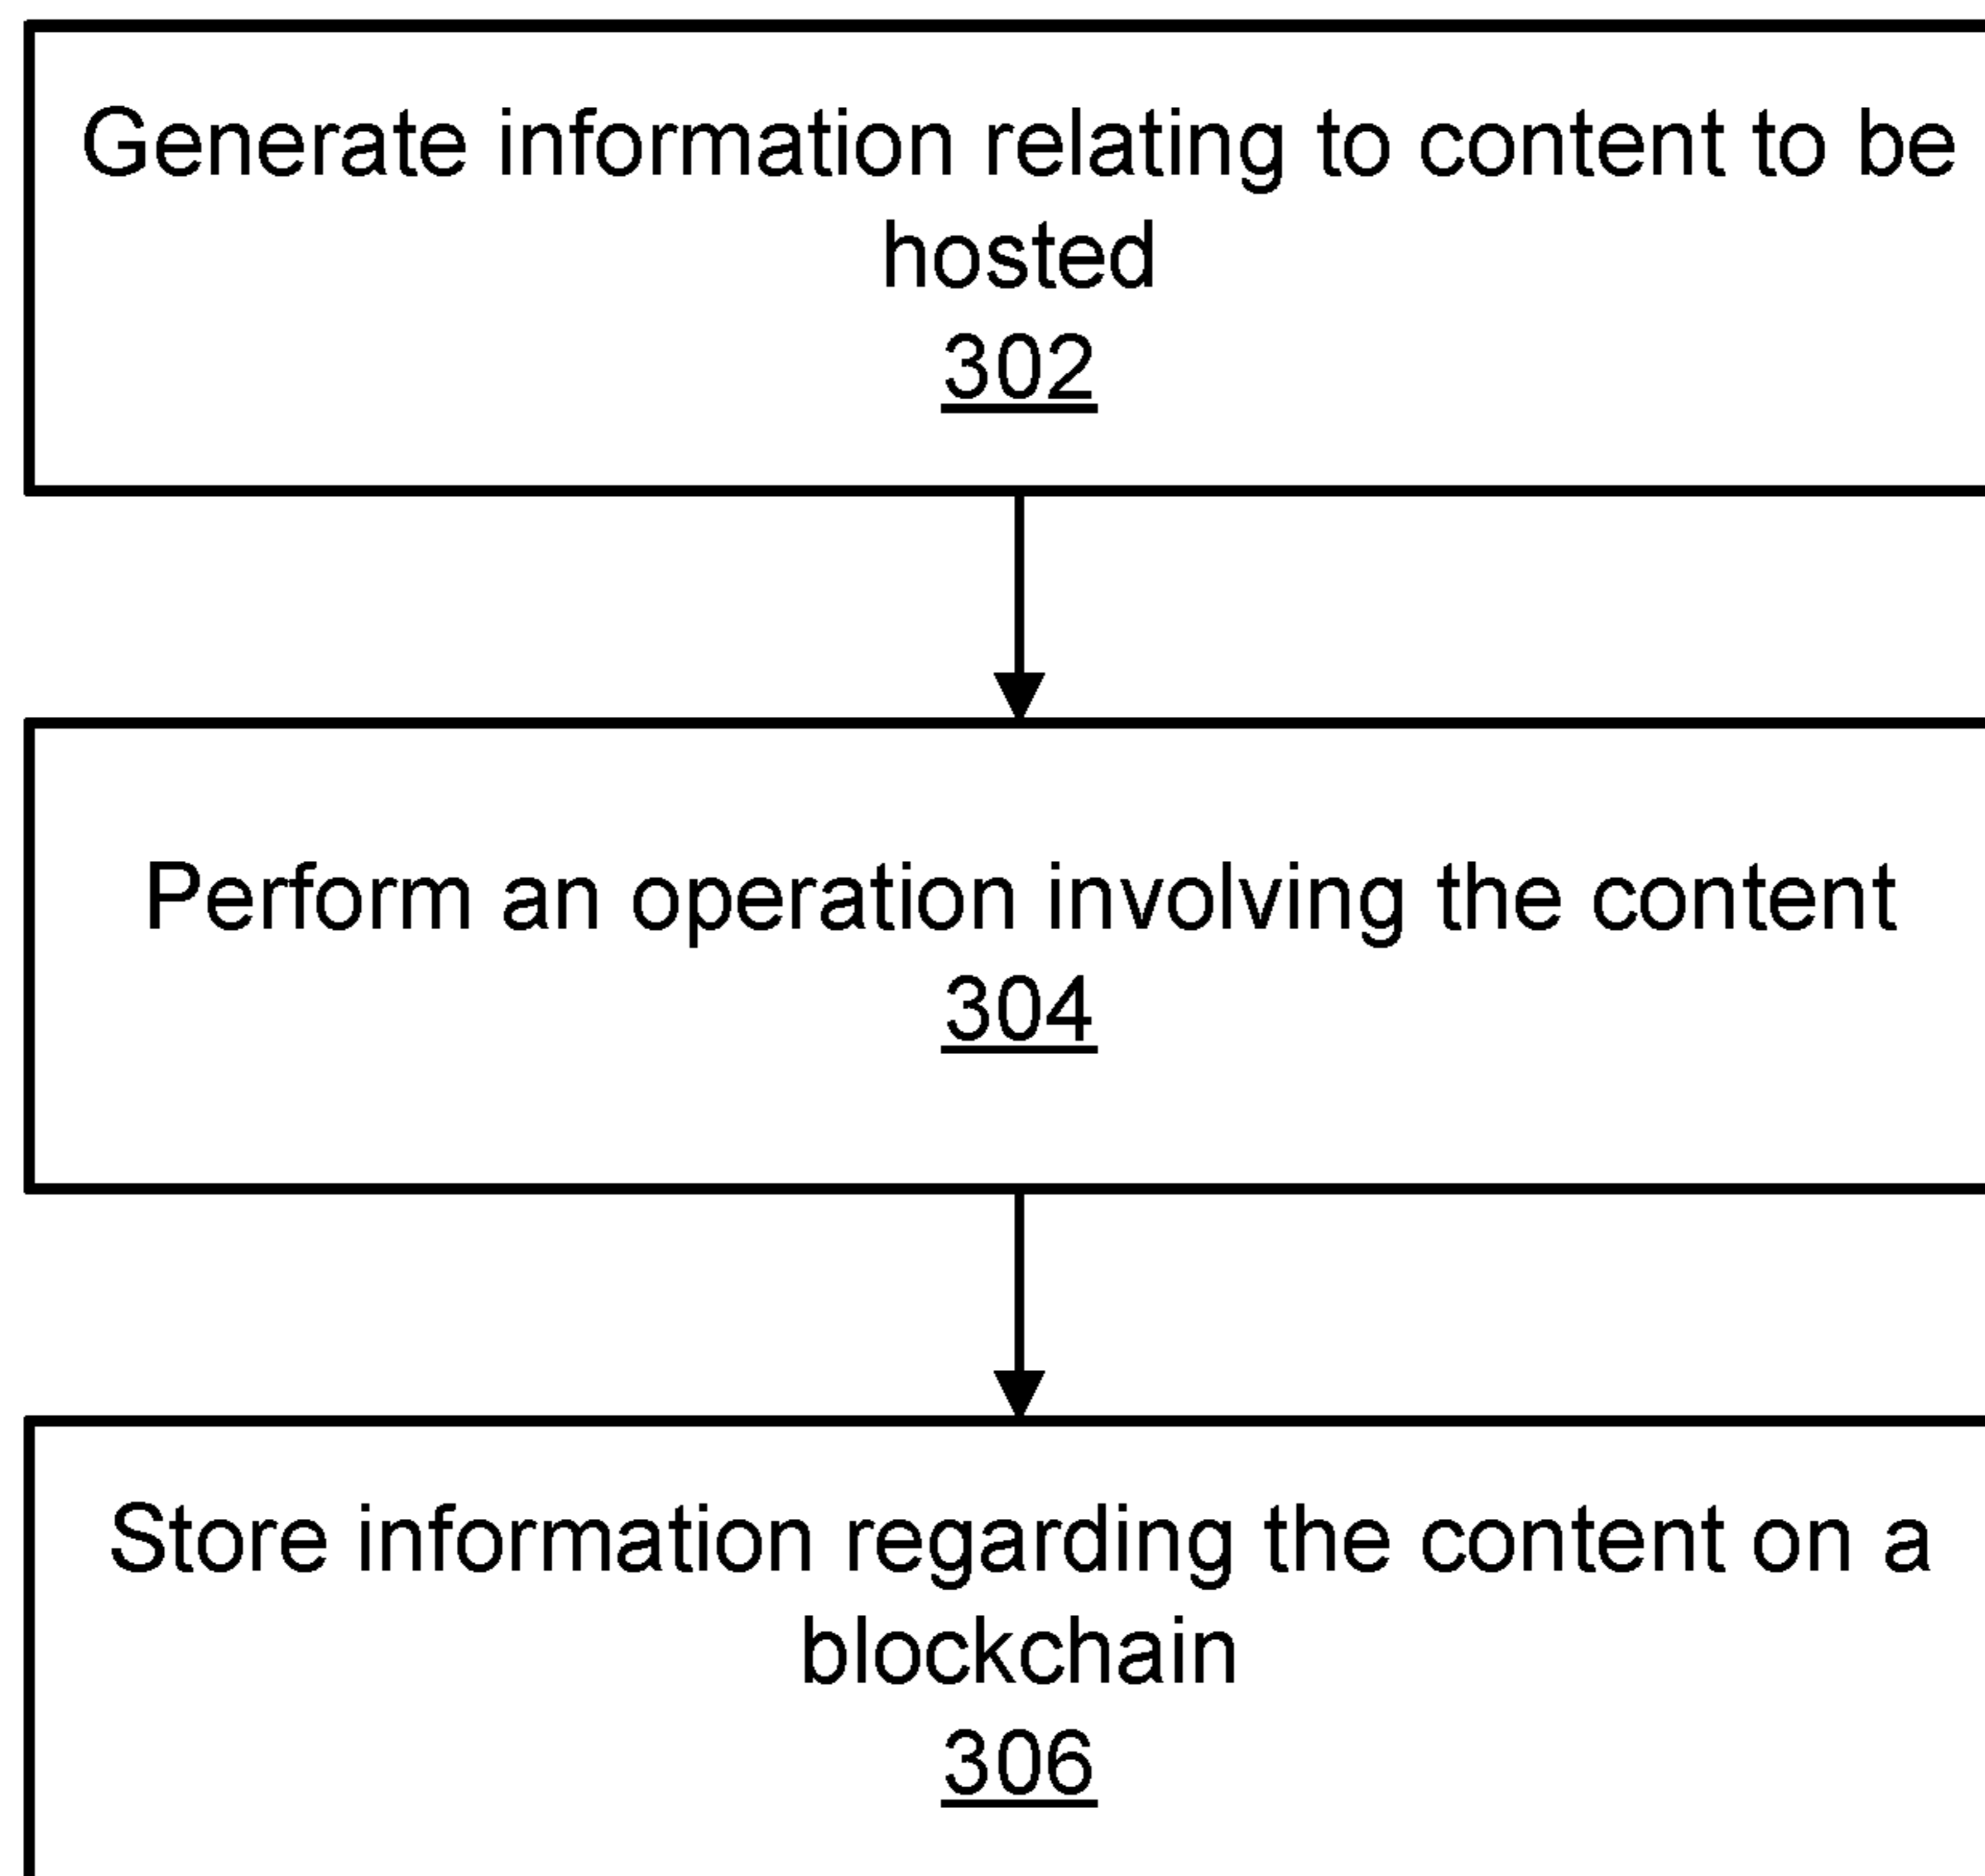 Generate information relating to content to be
hosted
302
Perform an operation involving the content
304
Store information regarding the content on a
blockchain
306